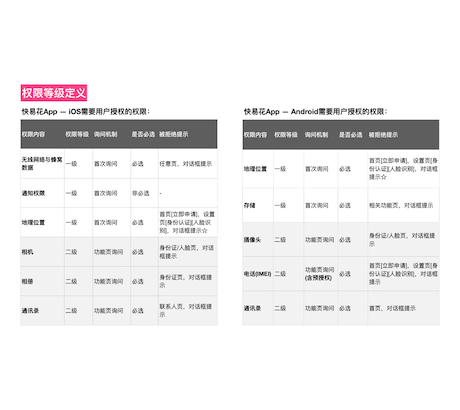 权限等级定义
快易花App — iOS需要用户授权的权限：
权限内容 权限等级 询问机制 是否必选 被拒绝提示
无线网络与蜂窝
数据 一级 首次询问 必选 任意页，对话框提示
通知权限 一级 首次询问 非必选 -
地理位置 一级 首次询问 必选 首页[立即申请]，设置
页[身份认证][人脸识
别]，对话框提示☆
相机 二级 功能页询问 必选 身份证/人脸页，对话
框提示
相册 二级 功能页询问 必选 身份证页，对话框提
示
通讯录 二级 功能页询问 必选 联系人页，对话框提
示
快易花App — Android需要用户授权的权限：
权限内容 权限等级 询问机制 是否必选 被拒绝提示
地理位置 一级 首次询问 必选 首页[立即申请]，设置页[身
份认证][人脸识别]，对话框
提示☆
存储 一级 首次询问 必选 相关功能页，对话框提示
摄像头 二级 功能页询问 必选 身份证/人脸页，对话框提
示
电话(IMEI) 二级 功能页询问
(含预授权) 必选 首页[立即申请]，设置页[身
份认证][人脸识别]，对话框
提示
通讯录 二级 功能页询问 必选 首页，对话框提示